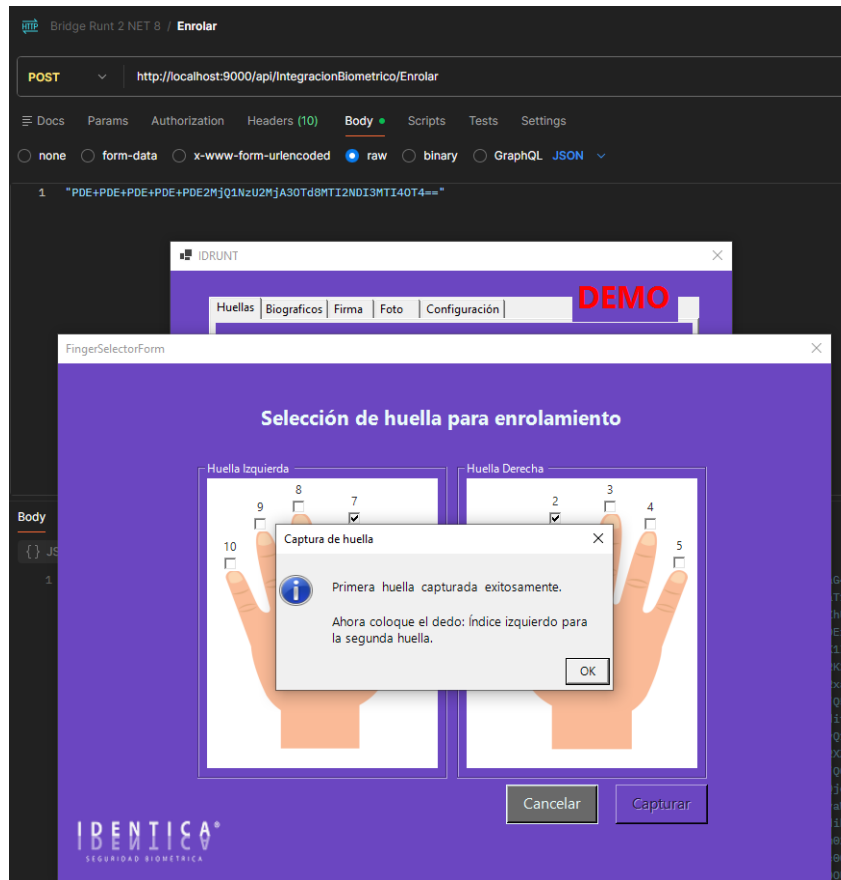 HTTP Bridge Runt 2 NET 8 / Enrolar
POST http://localhost:9000/api/IntegracionBiometrico/Enrolar
Docs Params Authorization Headers (10) Body Scripts Tests Settings
none form-data x-www-form-urlencoded raw binary GraphQL JSON
1 "PDE+PDE+PDE+PDE+PDE2MjQ1NzU2MjA3OTd8MTI2NDI3MTI4OT4=="
IDRUNT
DEMO
Huellas Biograficos Firma Foto Configuración
FingerSelectorForm
Selección de huella para enrolamiento
Huella Izquierda Huella Derecha
8 3
9 7 2 4
Body
10 5
{} JS
1
Captura de huella
Primera huella capturada exitosamente.
Ahora coloque el dedo: Índice izquierdo para
la segunda huella.
OK
Cancelar Capturar
IDENTICA®
SEGURIDAD BIOMETRICA